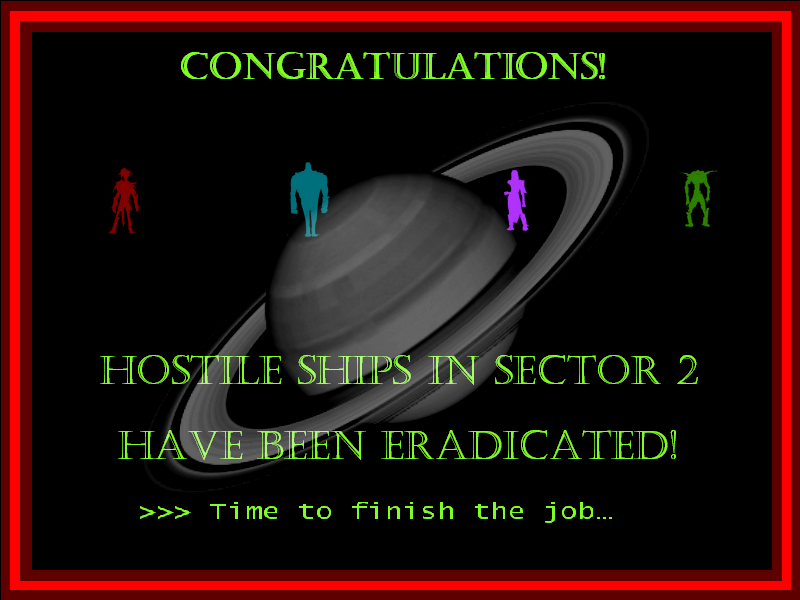 CONGRATULATIONS!
HOSTILE SHIPS IN SECTOR 2
HAVE BEEN ERADICATED!
>>> Time to finish the job…